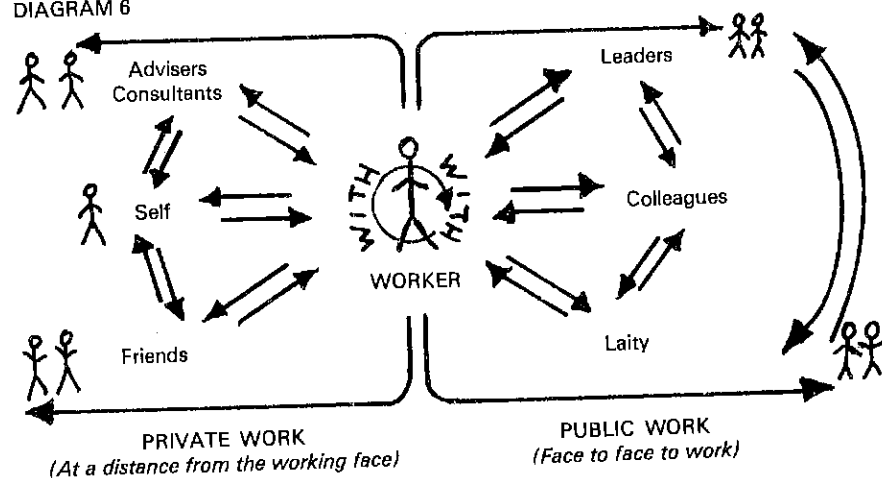 DIAGRAM 6
Advisers
Consultants
Leaders
WITH
WITH
Self
Colleagues
WORKER
Friends
Laity
PRIVATE WORK
(At a distance from the working face)
PUBLIC WORK
(Face to face to work)